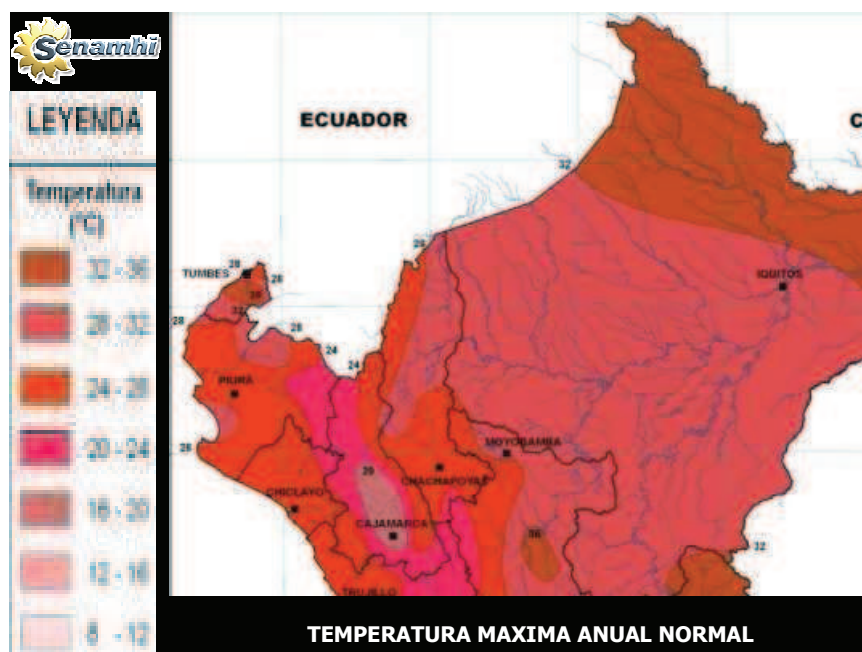 Senamhi
LEYENDA
Temperatura
(°C)
32 - 36
28 - 32
24 - 28
20 - 24
16 - 20
12 - 16
8 - 12
ECUADOR
C
32
28
TUMBES
28
28
32
28
28
24
24
IQUITOS
PIURA
28
MOYOBAMBA
CHACHAPOYAS
CHICLAYO
CAJAMARCA
36
32
TRUJILLO
TEMPERATURA MAXIMA ANUAL NORMAL